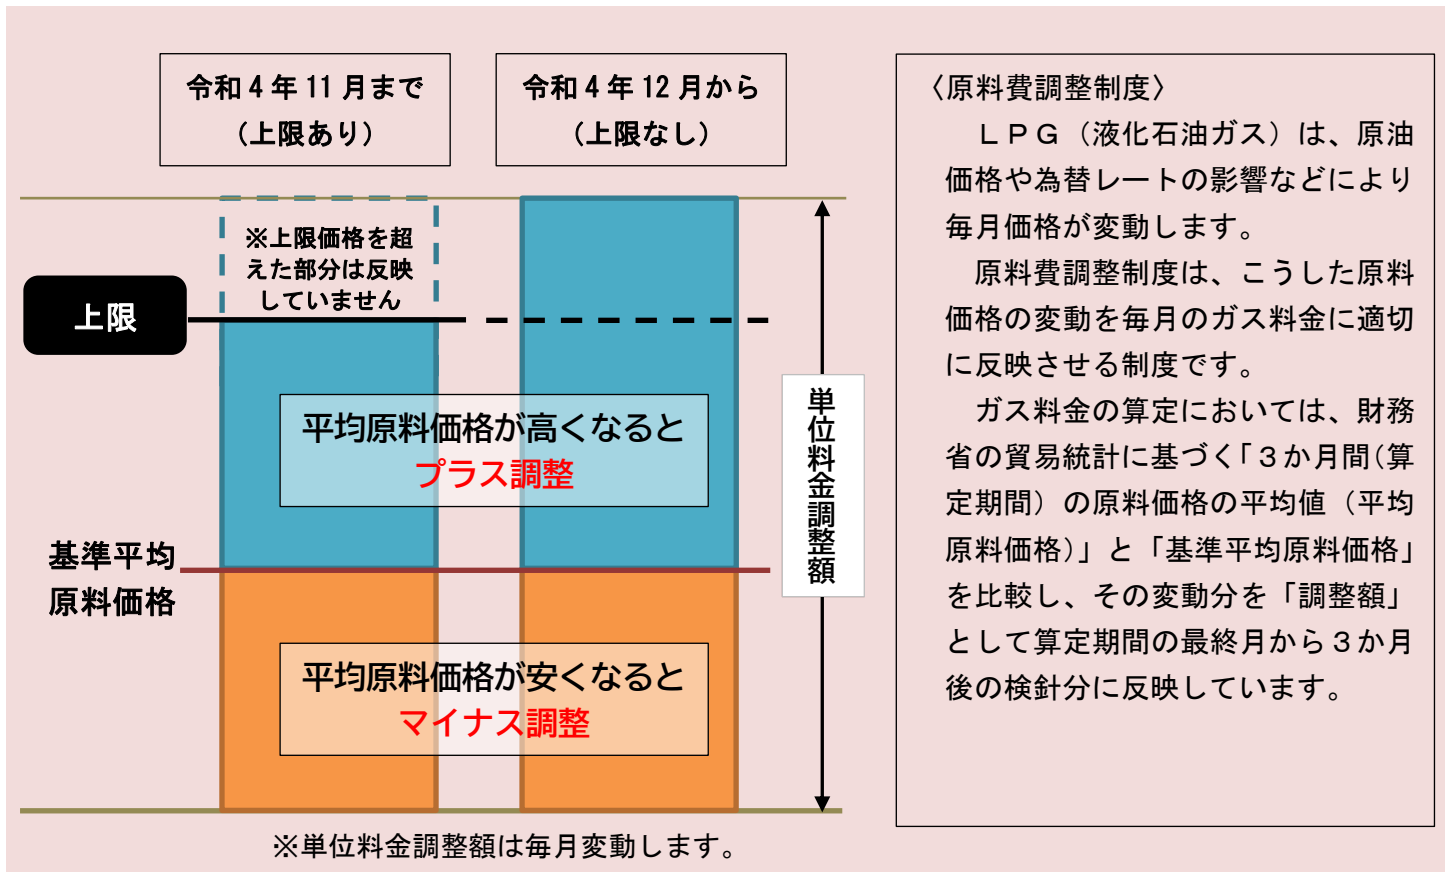 令和４年 11 月まで
（上限あり）
令和４年 12 月から
（上限なし）
※上限価格を超
えた部分は反映
していません
上限
平均原料価格が高くなると
プラス調整
基準平均
原料価格
平均原料価格が安くなると
マイナス調整
単位料金調整額
※単位料金調整額は毎月変動します。
〈原料費調整制度〉
ＬＰＧ（液化石油ガス）は、原油
価格や為替レートの影響などにより
毎月価格が変動します。
原料費調整制度は、こうした原料
価格の変動を毎月のガス料金に適切
に反映させる制度です。
ガス料金の算定においては、財務
省の貿易統計に基づく「３か月間（算
定期間）の原料価格の平均値（平均
原料価格）」と「基準平均原料価格」
を比較し、その変動分を「調整額」
として算定期間の最終月から３か月
後の検針分に反映しています。